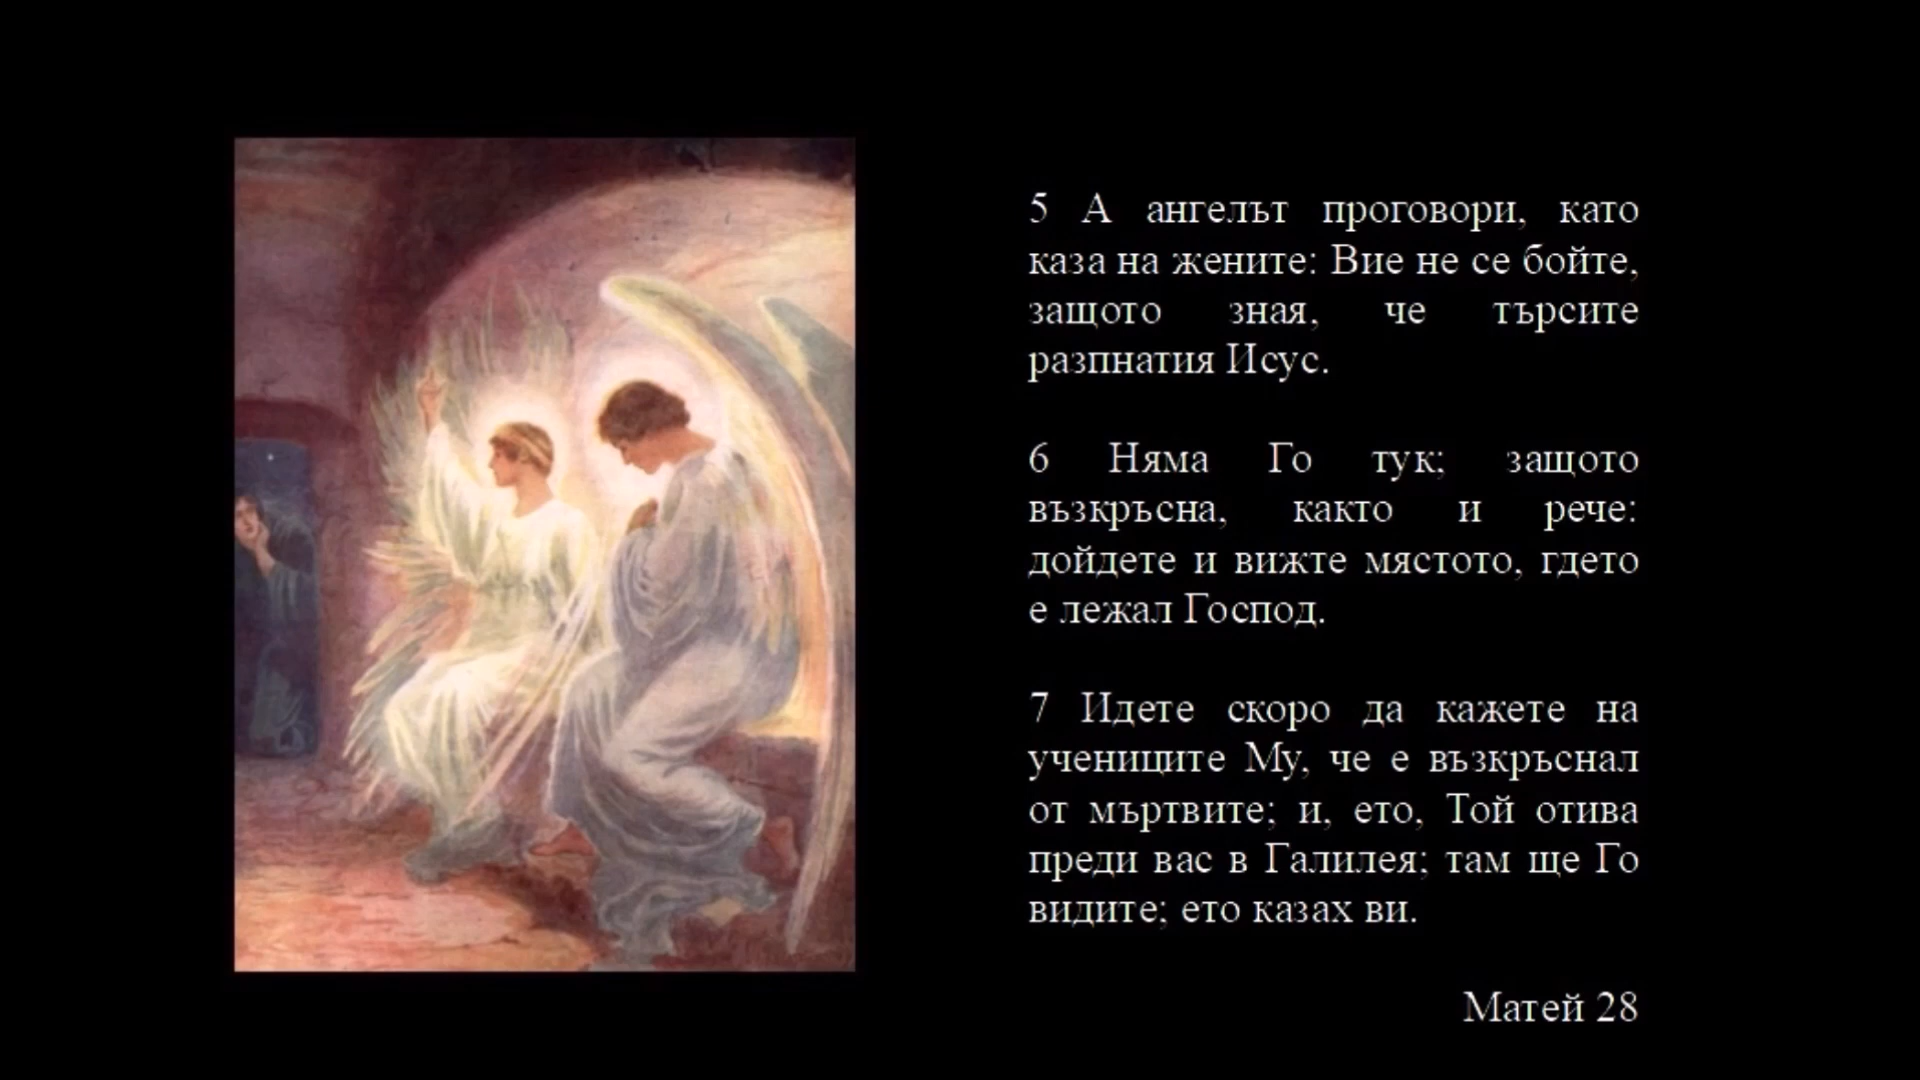 5 А ангелът проговори, като
каза на жените: Вие не се бойте,
защото зная, че търсите
разпнатия Исус.
6 Няма Го тук; защото
възкръсна, както и рече:
дойдете и вижте мястото, гдето
е лежал Господ.
7 Идете скоро да кажете на
учениците Му, че е възкръснал
от мъртвите; и, ето, Той отива
преди вас в Галилея; там ще Го
видите; ето казах ви.
Матей 28